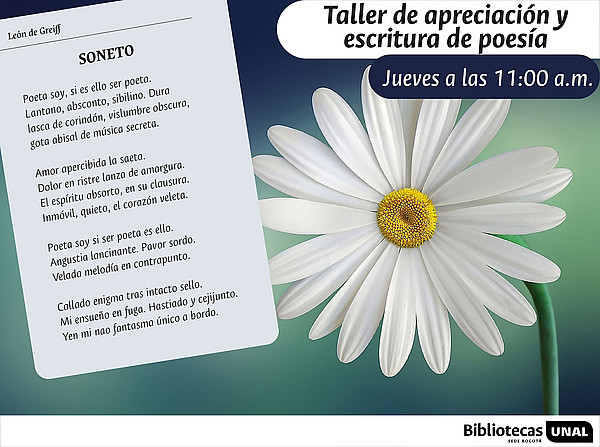 León de Greiff
SONETO
Poeta soy, si es ello ser poeta.
Lantano, absconto, sibilino. Dura
lasca de corindón, vislumbre obscura,
gota abisal de música secreta.
Amor apercibida la saeta.
Dolor en ristre lanza de amargura.
El espíritu absorto, en su clausura.
Inmóvil, quieto, el corazón veleta.
Poeta soy si ser poeta es ello.
Angustia lancinante. Pavor sordo.
Velada melodía en contrapunto.
Callado enigma tras intacto sello.
Mi ensueño en fuga. Hastiado y cejijunto.
Y en mi nao fantasma único a bordo.
Taller de apreciación y
escritura de poesía
Jueves a las 11:00 a.m.
Bibliotecas UNAL
SEDE BOGOTÁ